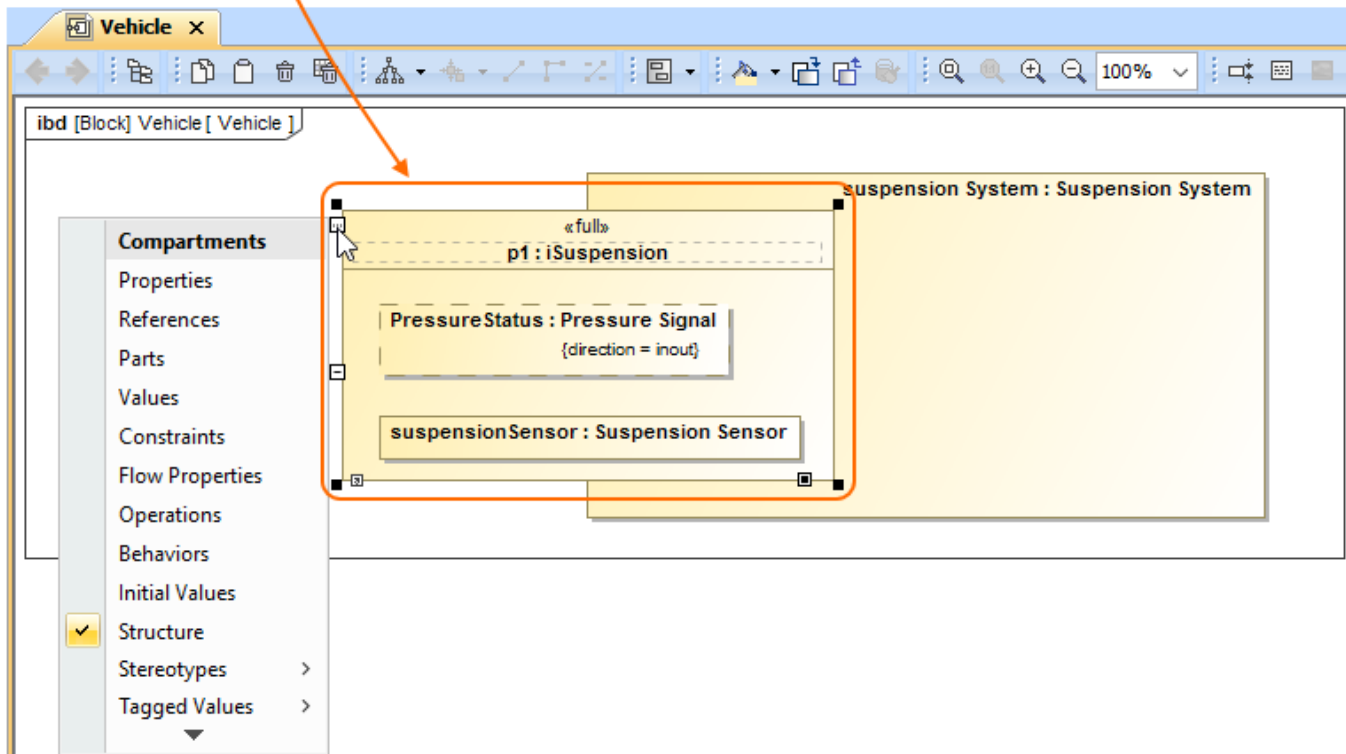 Vehicle
100%
ibd [Block] Vehicle [ Vehicle ]
suspension System : Suspension System
«full»
p1 : iSuspension
PressureStatus : Pressure Signal
{direction = inout}
suspensionSensor : Suspension Sensor
Compartments
Properties
References
Parts
Values
Constraints
Flow Properties
Operations
Behaviors
Initial Values
Structure
Stereotypes
Tagged Values